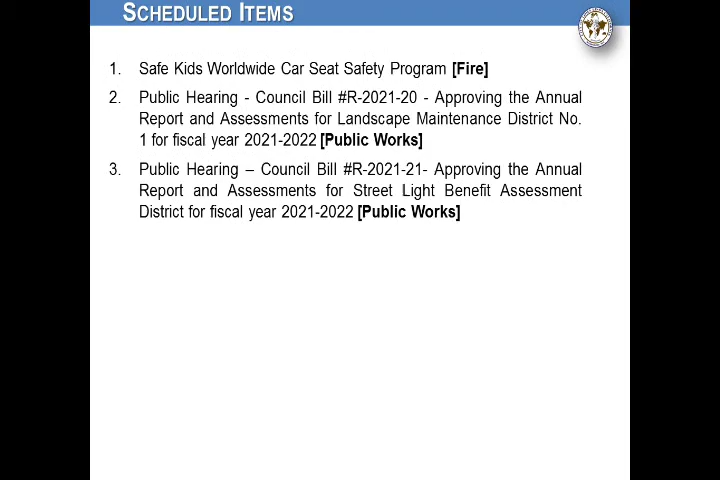 SCHEDULED ITEMS
1. Safe Kids Worldwide Car Seat Safety Program [Fire]
2. Public Hearing - Council Bill #R-2021-20 - Approving the Annual
Report and Assessments for Landscape Maintenance District No.
1 for fiscal year 2021-2022 [Public Works]
3. Public Hearing – Council Bill #R-2021-21- Approving the Annual
Report and Assessments for Street Light Benefit Assessment
District for fiscal year 2021-2022 [Public Works]